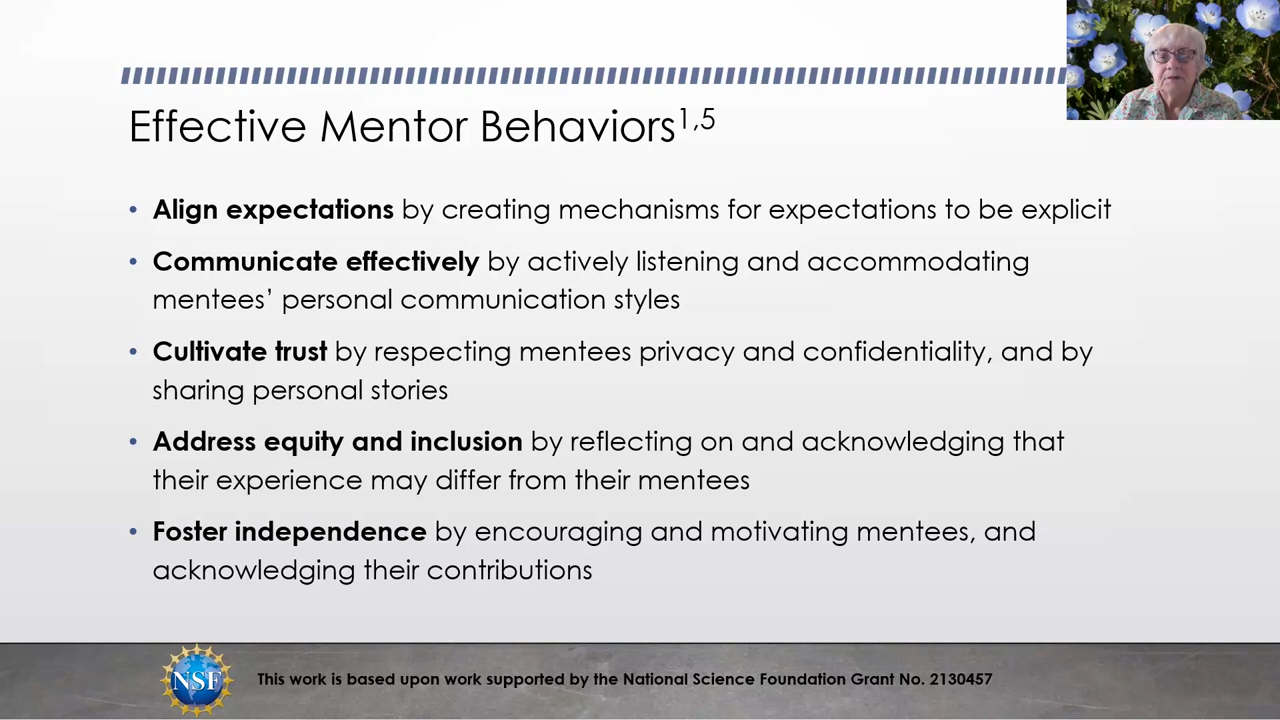 Effective Mentor Behaviors1,5
• Align expectations by creating mechanisms for expectations to be explicit
• Communicate effectively by actively listening and accommodating
mentees’ personal communication styles
• Cultivate trust by respecting mentees privacy and confidentiality, and by
sharing personal stories
• Address equity and inclusion by reflecting on and acknowledging that
their experience may differ from their mentees
• Foster independence by encouraging and motivating mentees, and
acknowledging their contributions
NSF
This work is based upon work supported by the National Science Foundation Grant No. 2130457